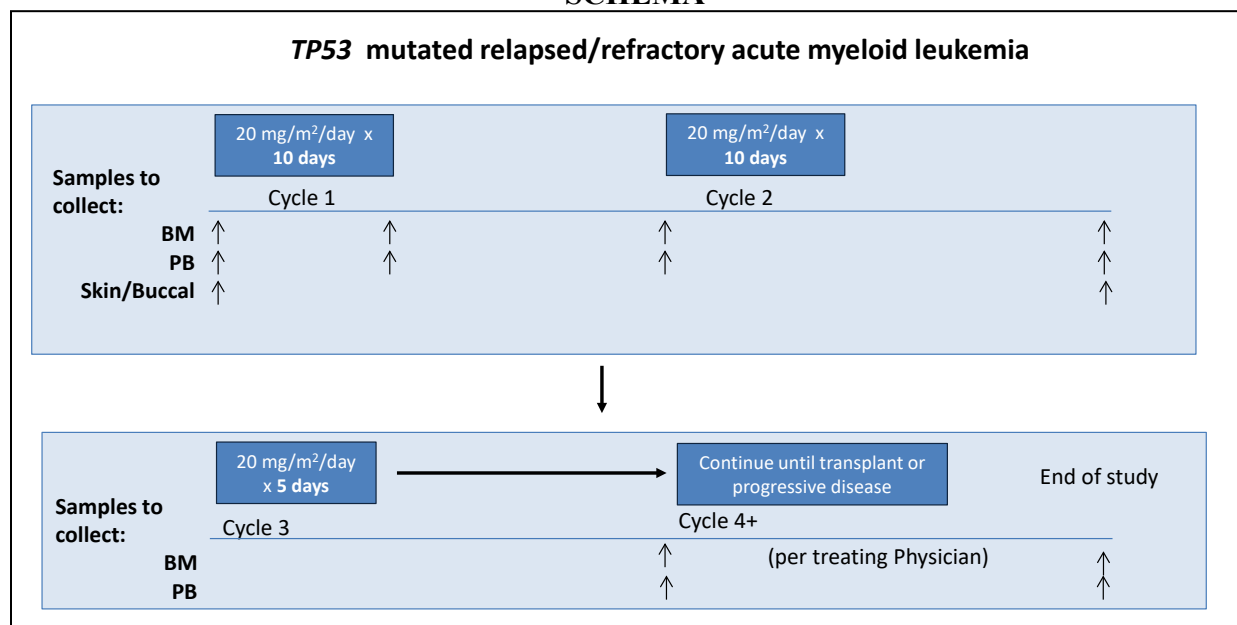 SCHEMA
TP53 mutated relapsed/refractory acute myeloid leukemia
20 mg/m²/day x
10 days
20 mg/m²/day x
10 days
Samples to
collect:
Cycle 1
Cycle 2
BM
PB
Skin/Buccal
20 mg/m²/day
x 5 days
Continue until transplant or
progressive disease
End of study
Samples to
collect:
Cycle 3
Cycle 4+
BM
(per treating Physician)
PB